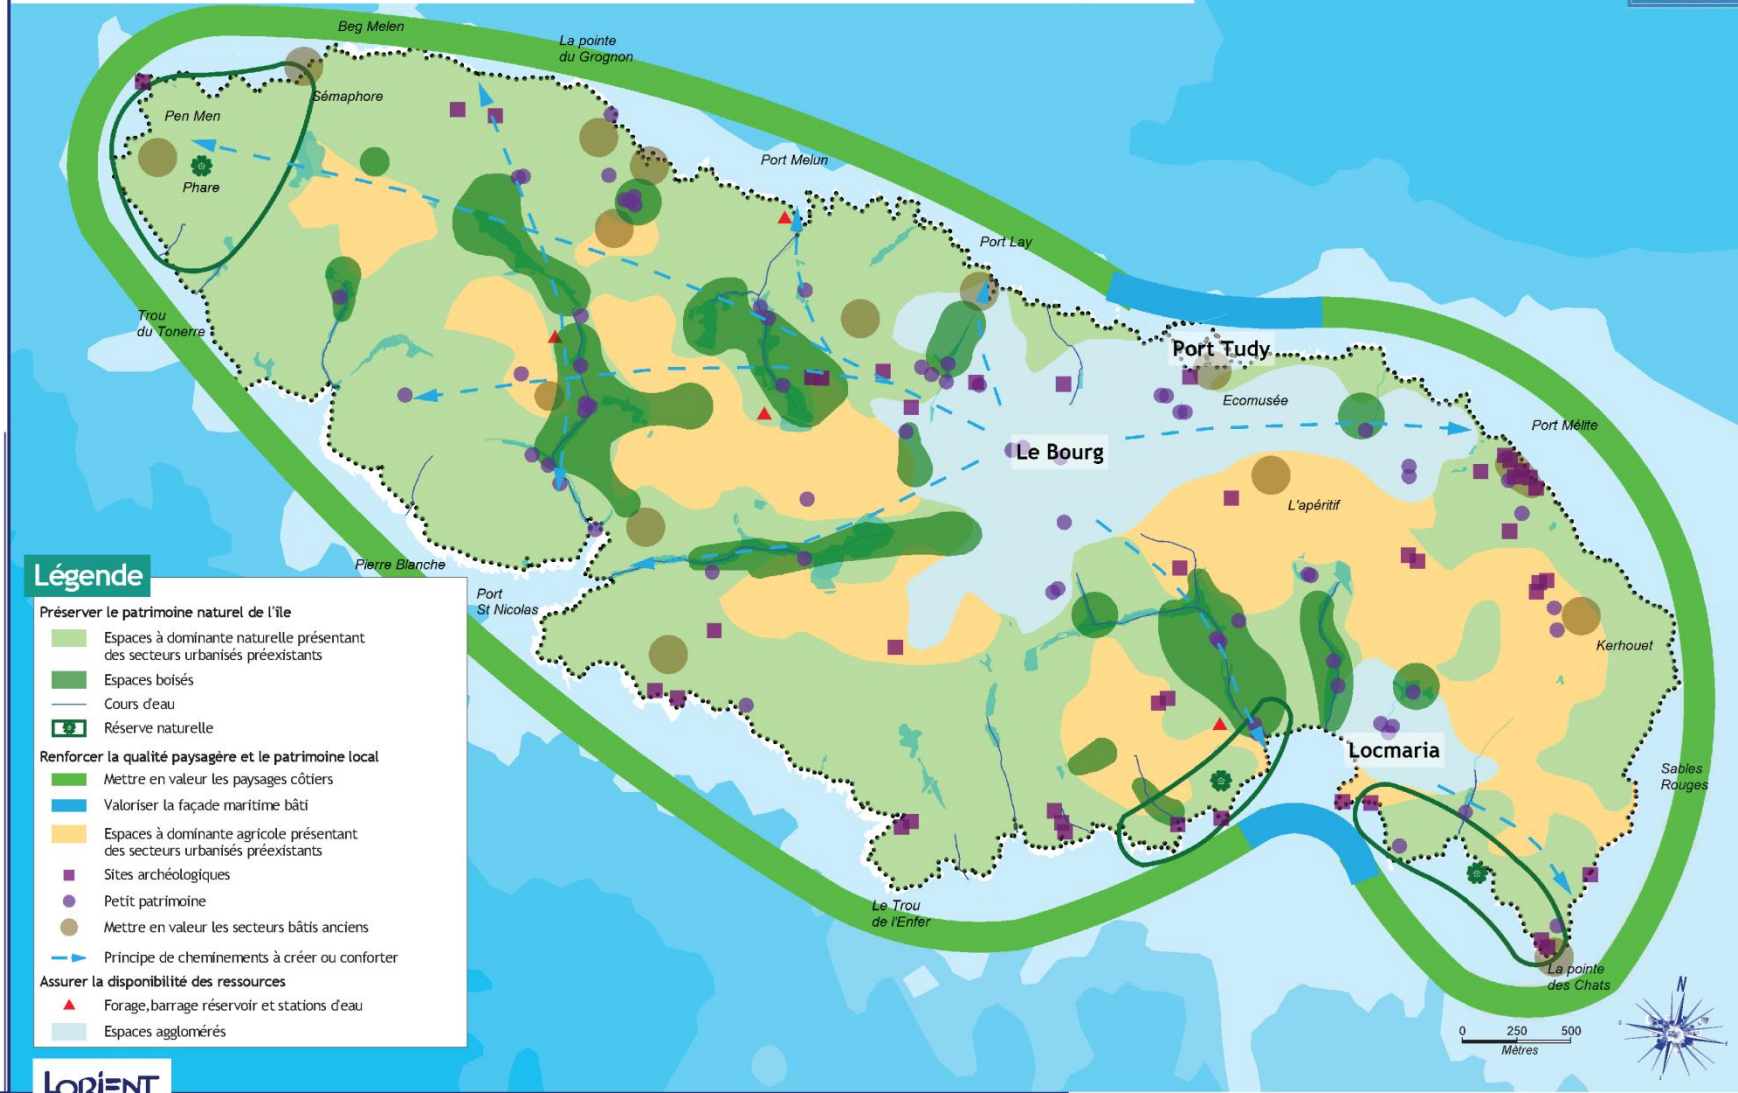 Beg Melen
La pointe
du Grognon
Sémaphore
Pen Men
Phare
Port Melun
Port Lay
Trou
du Tonerre
Port Tudy
Ecomusée
Port Mélite
Le Bourg
L'apéritif
Pierre Blanche
Port
St Nicolas
Kerhouet
Locmaria
Sables
Rouges
Le Trou
de l'Enfer
La pointe
des Chats
N
0 250 500
Mètres
Légende
Préserver le patrimoine naturel de l'île
Espaces à dominante naturelle présentant
des secteurs urbanisés préexistants
Espaces boisés
Cours d'eau
Réserve naturelle
Renforcer la qualité paysagère et le patrimoine local
Mettre en valeur les paysages côtiers
Valoriser la façade maritime bâti
Espaces à dominante agricole présentant
des secteurs urbanisés préexistants
Sites archéologiques
Petit patrimoine
Mettre en valeur les secteurs bâtis anciens
Principe de cheminements à créer ou conforter
Assurer la disponibilité des ressources
Forage,barrage réservoir et stations d'eau
Espaces agglomérés
LORIENT